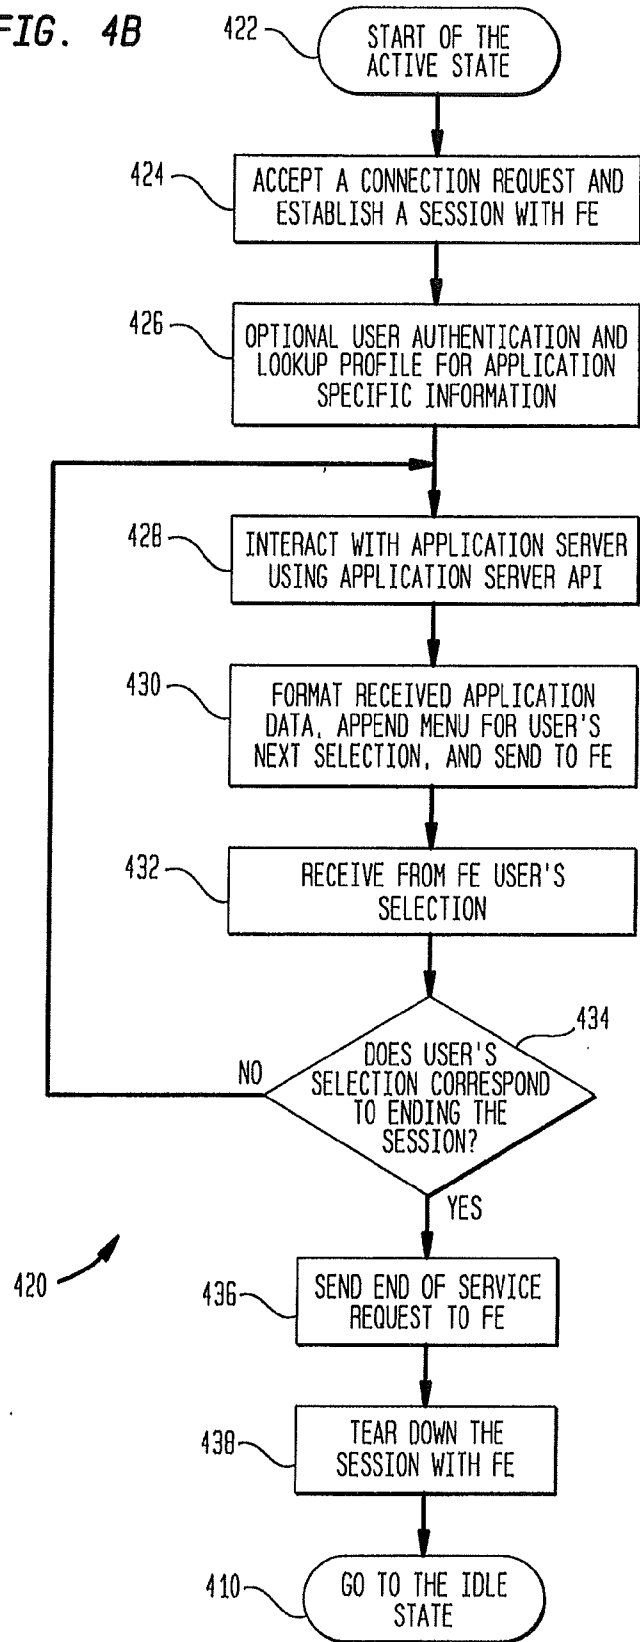 FIG. 4B
422
START OF THE
ACTIVE STATE
424
ACCEPT A CONNECTION REQUEST AND
ESTABLISH A SESSION WITH FE
426
OPTIONAL USER AUTHENTICATION AND
LOOKUP PROFILE FOR APPLICATION
SPECIFIC INFORMATION
428
INTERACT WITH APPLICATION SERVER
USING APPLICATION SERVER API
430
FORMAT RECEIVED APPLICATION
DATA, APPEND MENU FOR USER'S
NEXT SELECTION, AND SEND TO FE
432
RECEIVE FROM FE USER'S
SELECTION
434
DOES USER'S
SELECTION CORRESPOND
TO ENDING THE
SESSION?
NO
YES
420
436
SEND END OF SERVICE
REQUEST TO FE
438
TEAR DOWN THE
SESSION WITH FE
410
GO TO THE IDLE
STATE